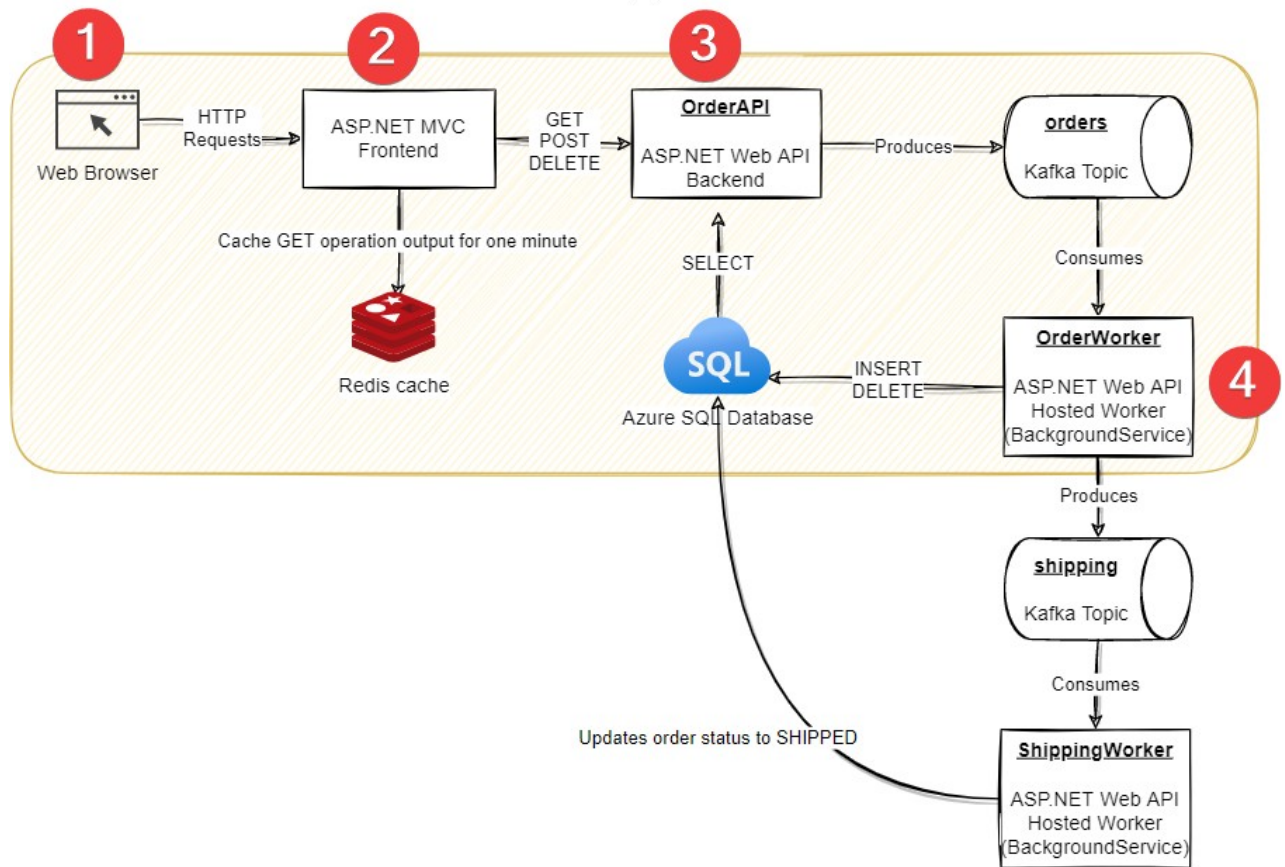 1
2
3
4
Web Browser
HTTP
Requests
ASP.NET MVC
Frontend
GET
POST
DELETE
OrderAPI
ASP.NET Web API
Backend
Produces
orders
Kafka Topic
Cache GET operation output for one minute
Redis cache
SELECT
SQL
Azure SQL Database
Consumes
INSERT
DELETE
OrderWorker
ASP.NET Web API
Hosted Worker
(BackgroundService)
Produces
shipping
Kafka Topic
Consumes
Updates order status to SHIPPED
ShippingWorker
ASP.NET Web API
Hosted Worker
(BackgroundService)